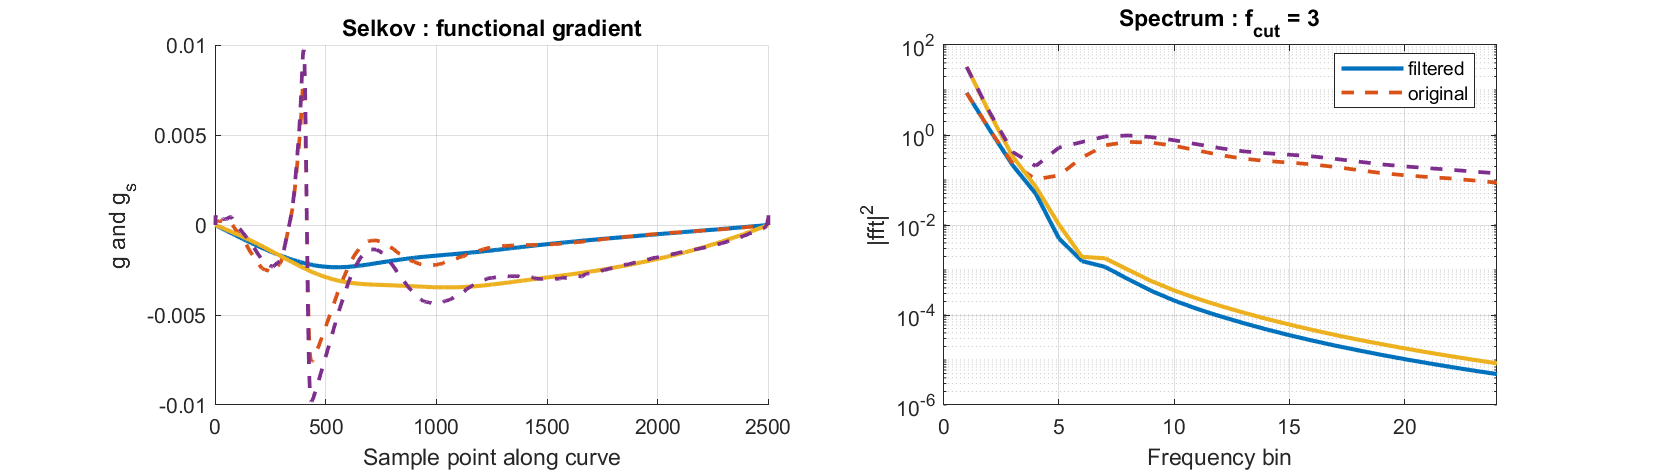 Selkov : functional gradient
0.01
0.005
0
-0.005
-0.01
g and g_s
0 500 1000 1500 2000 2500
Sample point along curve
Spectrum : f_cut = 3
filtered
original
10^2
10^0
10^-2
10^-4
10^-6
|fft|^2
0 5 10 15 20
Frequency bin